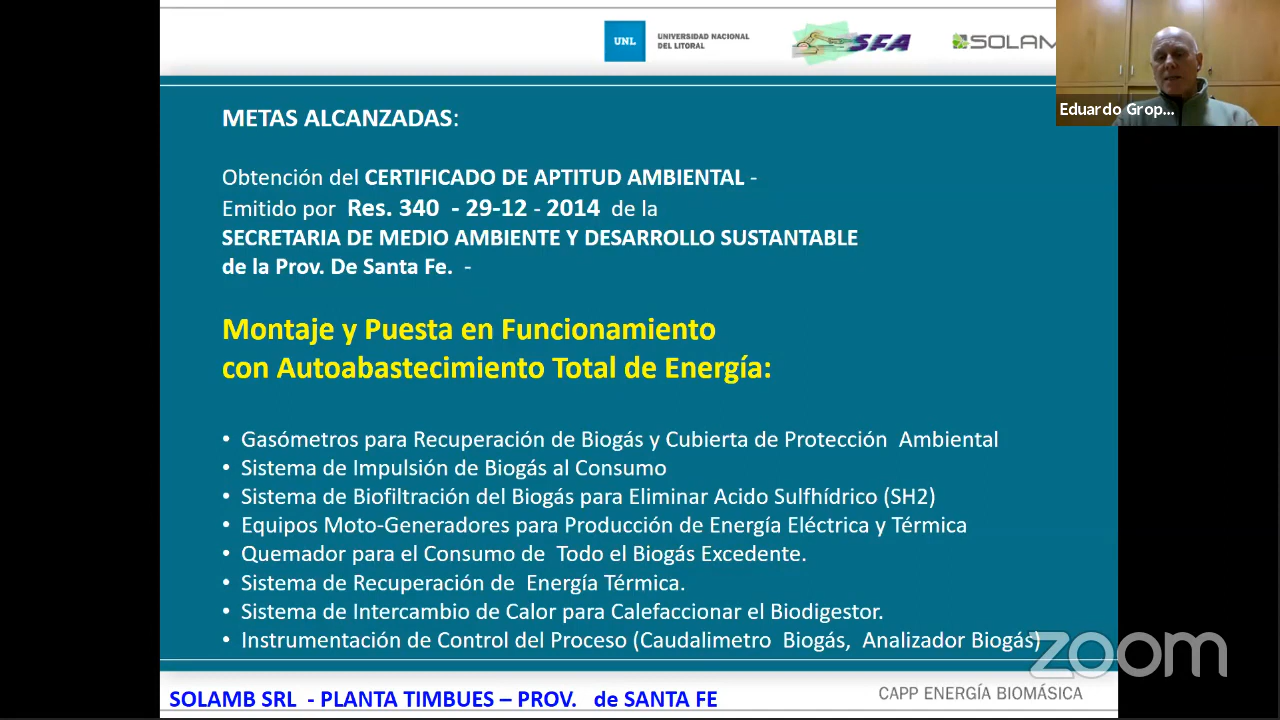 UNL
UNIVERSIDAD NACIONAL
DEL LITORAL
SFA
SOLAM
Eduardo Grop...
METAS ALCANZADAS:
Obtención del CERTIFICADO DE APTITUD AMBIENTAL -
Emitido por Res. 340 - 29-12 - 2014 de la
SECRETARIA DE MEDIO AMBIENTE Y DESARROLLO SUSTANTABLE
de la Prov. De Santa Fe. -
Montaje y Puesta en Funcionamiento
con Autoabastecimiento Total de Energía:
• Gasómetros para Recuperación de Biogás y Cubierta de Protección Ambiental
• Sistema de Impulsión de Biogás al Consumo
• Sistema de Biofiltración del Biogás para Eliminar Acido Sulfhídrico (SH2)
• Equipos Moto-Generadores para Producción de Energía Eléctrica y Térmica
• Quemador para el Consumo de Todo el Biogás Excedente.
• Sistema de Recuperación de Energía Térmica.
• Sistema de Intercambio de Calor para Calefaccionar el Biodigestor.
• Instrumentación de Control del Proceso (Caudalimetro Biogás, Analizador Biogás)
zoom
SOLAMB SRL - PLANTA TIMBUES – PROV. de SANTA FE
CAPP ENERGÍA BIOMÁSICA